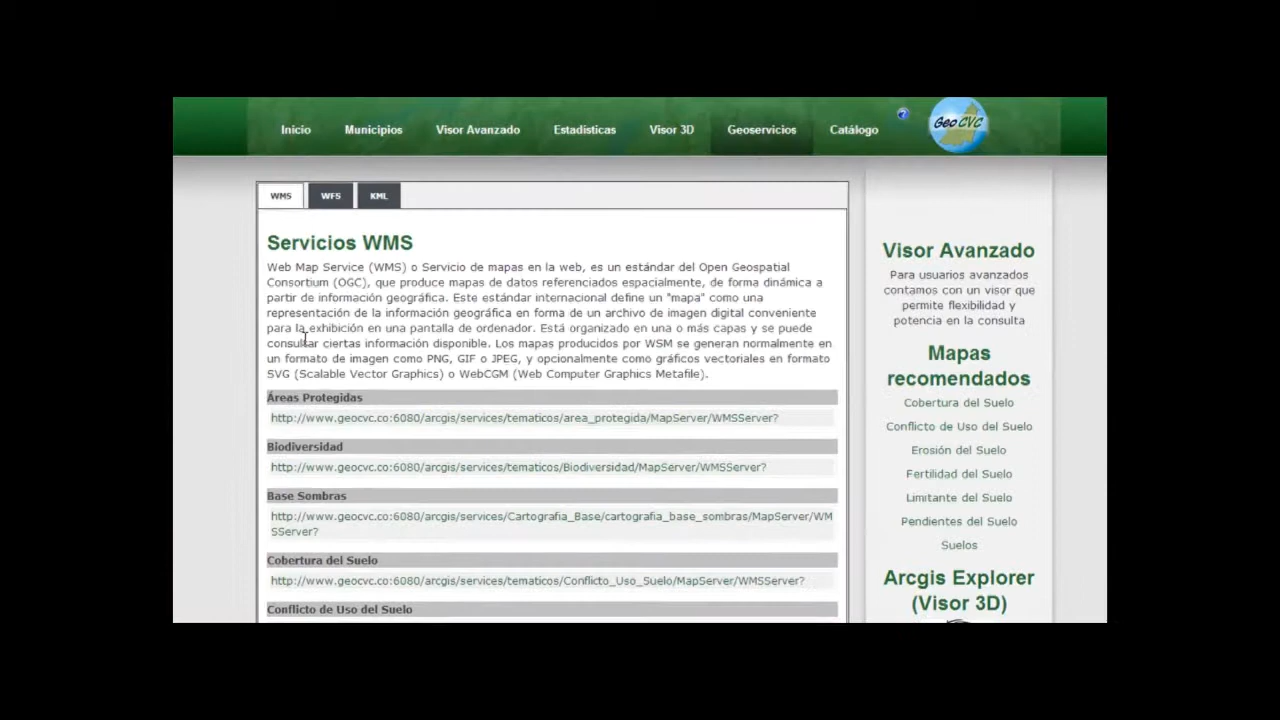 Inicio Municipios Visor Avanzado Estadísticas Visor 3D Geoservicios Catálogo Geo CVC
WMS WFS KML
Servicios WMS
Web Map Service (WMS) o Servicio de mapas en la web, es un estándar del Open Geospatial
Consortium (OGC), que produce mapas de datos referenciados espacialmente, de forma dinámica a
partir de información geográfica. Este estándar internacional define un "mapa" como una
representación de la información geográfica en forma de un archivo de imagen digital conveniente
para la exhibición en una pantalla de ordenador. Está organizado en una o más capas y se puede
consultar ciertas información disponible. Los mapas producidos por WSM se generan normalmente en
un formato de imagen como PNG, GIF o JPEG, y opcionalmente como gráficos vectoriales en formato
SVG (Scalable Vector Graphics) o WebCGM (Web Computer Graphics Metafile).
Áreas Protegidas
http://www.geocvc.co:6080/arcgis/services/tematicos/area_protegida/MapServer/WMSServer?
Biodiversidad
http://www.geocvc.co:6080/arcgis/services/tematicos/Biodiversidad/MapServer/WMSServer?
Base Sombras
http://www.geocvc.co:6080/arcgis/services/Cartografia_Base/cartografia_base_sombras/MapServer/WM
SServer?
Cobertura del Suelo
http://www.geocvc.co:6080/arcgis/services/tematicos/Conflicto_Uso_Suelo/MapServer/WMSServer?
Conflicto de Uso del Suelo
Visor Avanzado
Para usuarios avanzados
contamos con un visor que
permite flexibilidad y
potencia en la consulta
Mapas
recomendados
Cobertura del Suelo
Conflicto de Uso del Suelo
Erosión del Suelo
Fertilidad del Suelo
Limitante del Suelo
Pendientes del Suelo
Suelos
Arcgis Explorer
(Visor 3D)